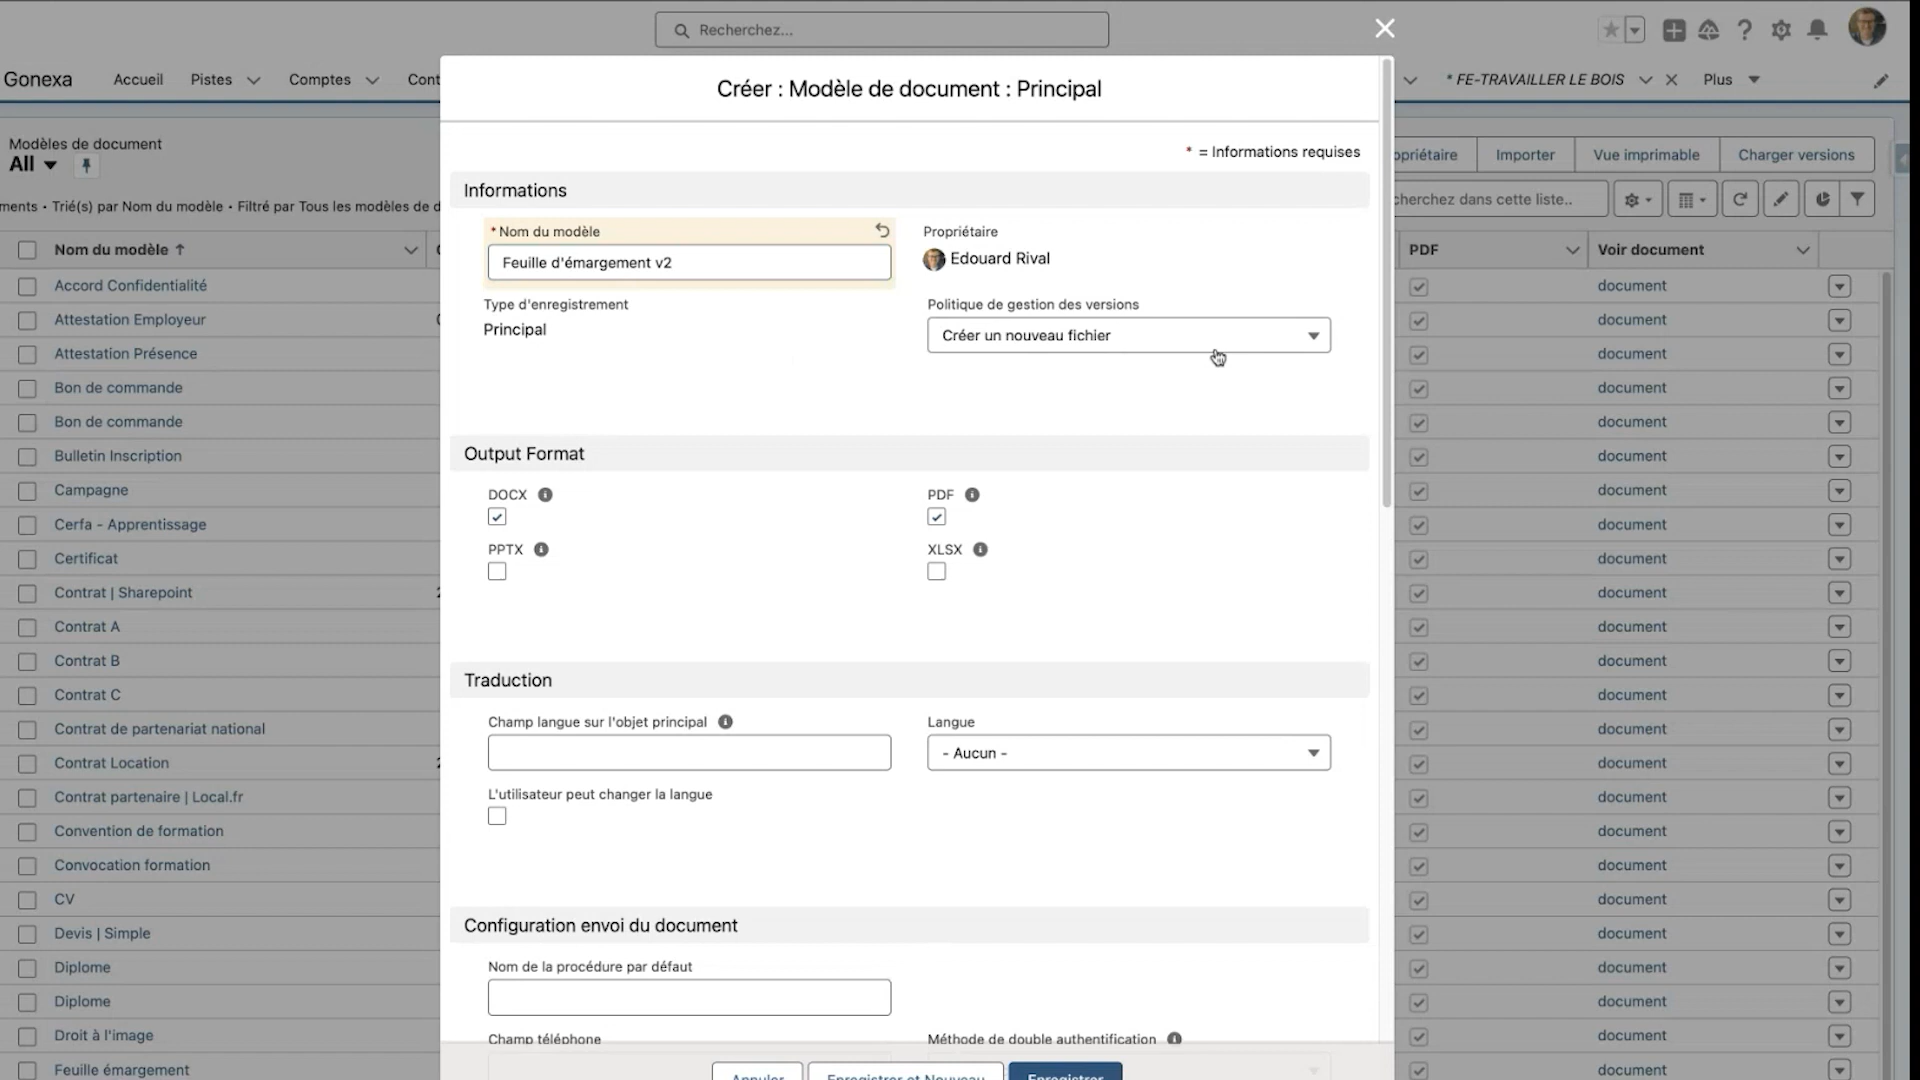 Recherchez...
Gonexa
Accueil
Pistes
Comptes
Cont
* FE-TRAVAILLER LE BOIS
Plus
Modèles de document
All
ments • Trié(s) par Nom du modèle • Filtré par Tous les modèles de d
opriétaire
Importer
Vue imprimable
Charger versions
cherchez dans cette liste..
Nom du modèle ↑
PDF
Voir document
Accord Confidentialité
document
Attestation Employeur
document
Attestation Présence
document
Bon de commande
document
Bon de commande
document
Bulletin Inscription
document
Campagne
document
Cerfa - Apprentissage
document
Certificat
document
Contrat | Sharepoint
document
Contrat A
document
Contrat B
document
Contrat C
document
Contrat de partenariat national
document
Contrat Location
document
Contrat partenaire | Local.fr
document
Convention de formation
document
Convocation formation
document
CV
document
Devis | Simple
document
Diplome
document
Diplome
document
Droit à l'image
document
Feuille émargement
document
Créer : Modèle de document : Principal
* = Informations requises
Informations
* Nom du modèle
Feuille d'émargement v2
Propriétaire
Edouard Rival
Type d'enregistrement
Principal
Politique de gestion des versions
Créer un nouveau fichier
Output Format
DOCX
PDF
PPTX
XLSX
Traduction
Champ langue sur l'objet principal
Langue
- Aucun -
L'utilisateur peut changer la langue
Configuration envoi du document
Nom de la procédure par défaut
Champ téléphone
Méthode de double authentification
Annuler
Enregistrer et Nouveau
Enregistrer